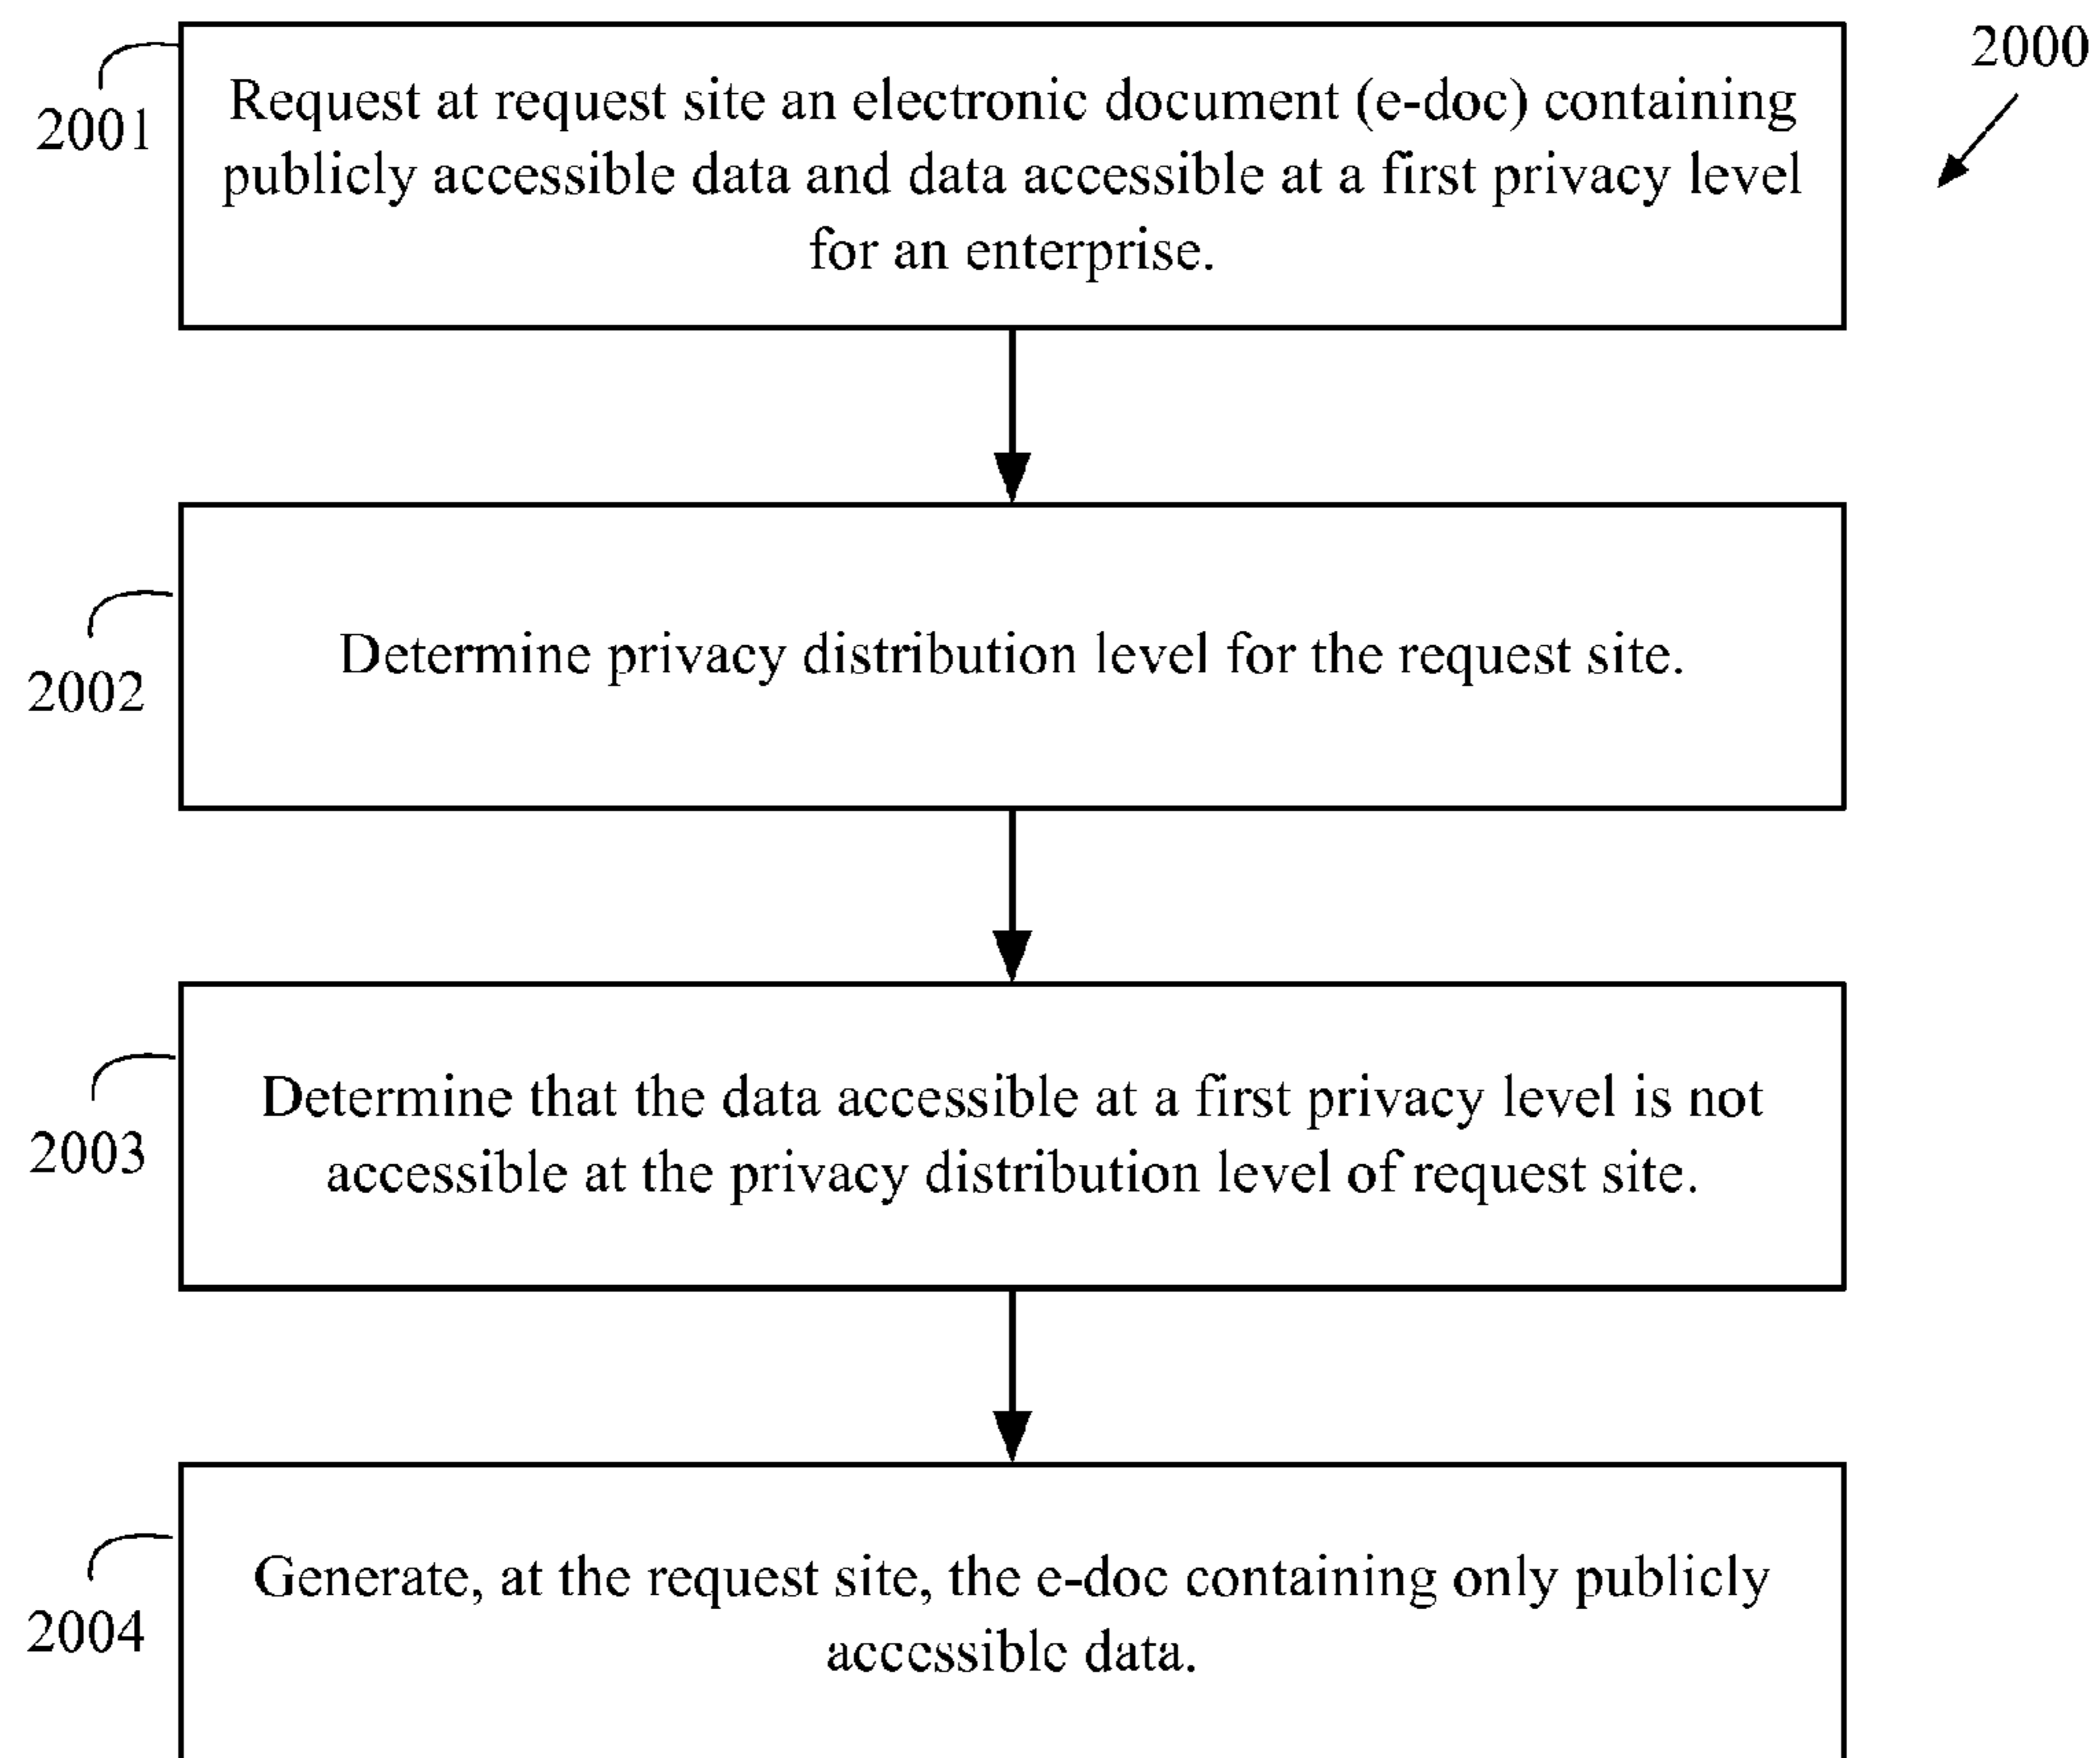 2000
2001
Request at request site an electronic document (e-doc) containing
publicly accessible data and data accessible at a first privacy level
for an enterprise.
2002
Determine privacy distribution level for the request site.
2003
Determine that the data accessible at a first privacy level is not
accessible at the privacy distribution level of request site.
2004
Generate, at the request site, the e-doc containing only publicly
accessible data.